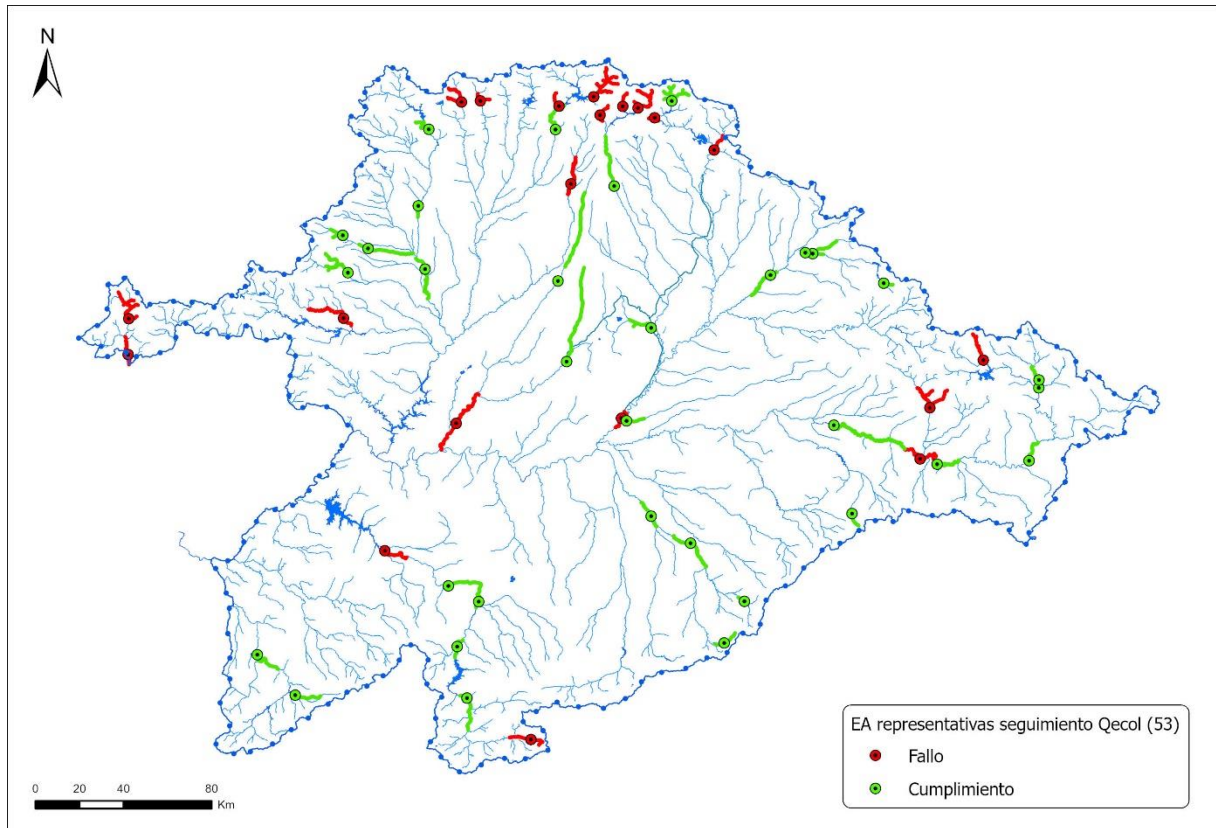 N
EA representativas seguimiento Qecol (53)
Fallo
Cumplimiento
0 20 40 80
Km